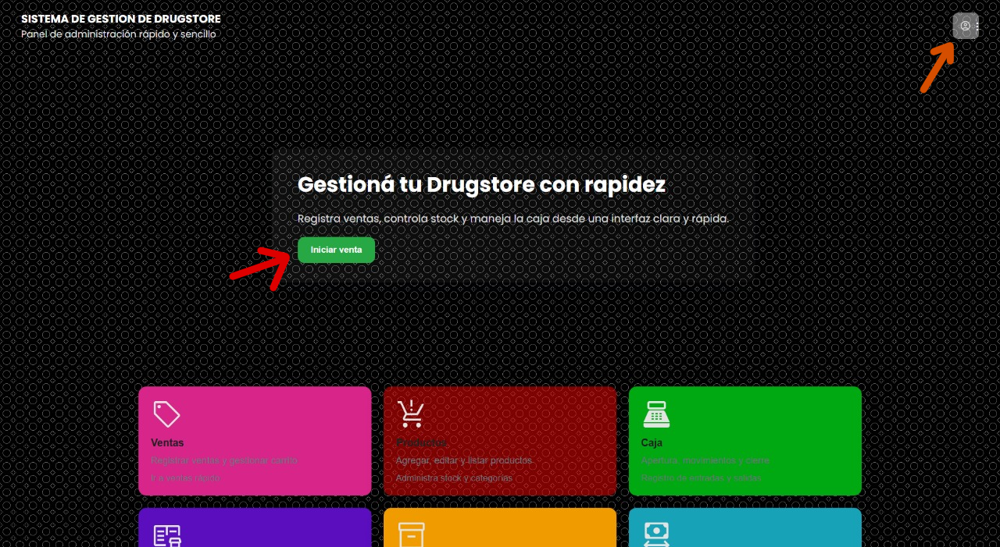 SISTEMA DE GESTION DE DRUGSTORE
Panel de administración rápido y sencillo
Gestioná tu Drugstore con rapidez
Registra ventas, controla stock y maneja la caja desde una interfaz clara y rápida.
Iniciar venta
Ventas
Registrar ventas y gestionar carrito
Ir a ventas rápido
Productos
Agregar, editar y listar productos
Administra stock y categorías
Caja
Apertura, movimientos y cierre
Registro de entradas y salidas